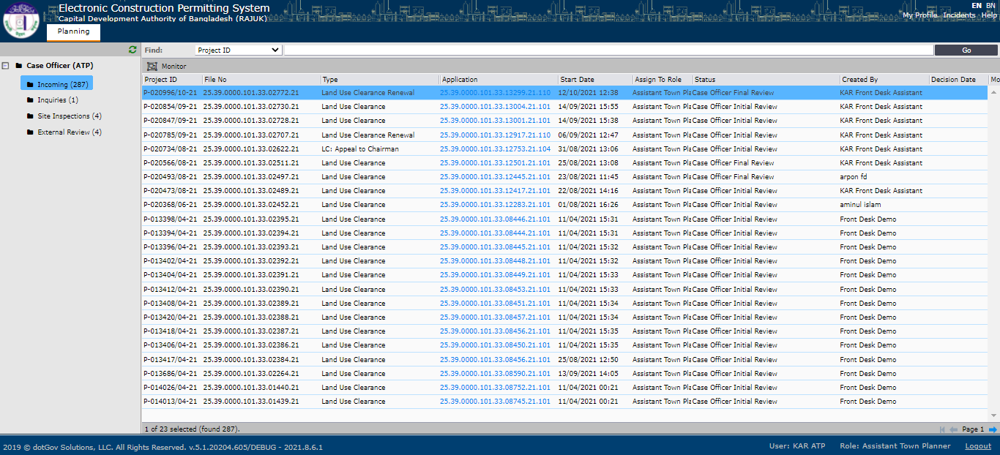 Electronic Construction Permitting System
Capital Development Authority of Bangladesh (RAJUK)
EN BN
My Profile Incidents Help
Planning
Find: Project ID Go
Case Officer (ATP)
Incoming (287)
Inquiries (1)
Site Inspections (4)
External Review (4)
Monitor
Project ID File No Type Application Start Date Assign To Role Status Created By Decision Date Mo
P-020996/10-21 25.39.0000.101.33.02772.21 Land Use Clearance Renewal 25.39.0000.101.33.13299.21.110 12/10/2021 12:38 Assistant Town Pla Case Officer Final Review KAR Front Desk Assistant
P-020854/09-21 25.39.0000.101.33.02730.21 Land Use Clearance 25.39.0000.101.33.13004.21.101 14/09/2021 15:55 Assistant Town Pla Case Officer Initial Review KAR Front Desk Assistant
P-020847/09-21 25.39.0000.101.33.02728.21 Land Use Clearance 25.39.0000.101.33.13001.21.101 14/09/2021 15:38 Assistant Town Pla Case Officer Initial Review KAR Front Desk Assistant
P-020785/09-21 25.39.0000.101.33.02707.21 Land Use Clearance Renewal 25.39.0000.101.33.12917.21.110 06/09/2021 12:47 Assistant Town Pla Case Officer Initial Review KAR Front Desk Assistant
P-020734/08-21 25.39.0000.101.33.02622.21 LC: Appeal to Chairman 25.39.0000.101.33.12753.21.104 31/08/2021 13:06 Assistant Town Pla Case Officer Initial Review KAR Front Desk Assistant
P-020566/08-21 25.39.0000.101.33.02511.21 Land Use Clearance 25.39.0000.101.33.12501.21.101 25/08/2021 13:08 Assistant Town Pla Case Officer Final Review KAR Front Desk Assistant
P-020493/08-21 25.39.0000.101.33.02497.21 Land Use Clearance 25.39.0000.101.33.12445.21.101 23/08/2021 11:45 Assistant Town Pla Case Officer Final Review arpon fd
P-020473/08-21 25.39.0000.101.33.02489.21 Land Use Clearance 25.39.0000.101.33.12417.21.101 22/08/2021 14:16 Assistant Town Pla Case Officer Initial Review KAR Front Desk Assistant
P-020368/06-21 25.39.0000.101.33.02452.21 Land Use Clearance 25.39.0000.101.33.12283.21.101 01/08/2021 16:26 Assistant Town Pla Case Officer Initial Review aminul islam
P-013398/04-21 25.39.0000.101.33.02395.21 Land Use Clearance 25.39.0000.101.33.08446.21.101 11/04/2021 15:31 Assistant Town Pla Case Officer Initial Review Front Desk Demo
P-013394/04-21 25.39.0000.101.33.02394.21 Land Use Clearance 25.39.0000.101.33.08444.21.101 11/04/2021 15:31 Assistant Town Pla Case Officer Initial Review Front Desk Demo
P-013396/04-21 25.39.0000.101.33.02393.21 Land Use Clearance 25.39.0000.101.33.08445.21.101 11/04/2021 15:32 Assistant Town Pla Case Officer Initial Review Front Desk Demo
P-013402/04-21 25.39.0000.101.33.02392.21 Land Use Clearance 25.39.0000.101.33.08448.21.101 11/04/2021 15:32 Assistant Town Pla Case Officer Initial Review Front Desk Demo
P-013404/04-21 25.39.0000.101.33.02391.21 Land Use Clearance 25.39.0000.101.33.08449.21.101 11/04/2021 15:33 Assistant Town Pla Case Officer Initial Review Front Desk Demo
P-013412/04-21 25.39.0000.101.33.02390.21 Land Use Clearance 25.39.0000.101.33.08453.21.101 11/04/2021 15:33 Assistant Town Pla Case Officer Initial Review Front Desk Demo
P-013408/04-21 25.39.0000.101.33.02389.21 Land Use Clearance 25.39.0000.101.33.08451.21.101 11/04/2021 15:34 Assistant Town Pla Case Officer Initial Review Front Desk Demo
P-013420/04-21 25.39.0000.101.33.02388.21 Land Use Clearance 25.39.0000.101.33.08457.21.101 11/04/2021 15:34 Assistant Town Pla Case Officer Initial Review Front Desk Demo
P-013418/04-21 25.39.0000.101.33.02387.21 Land Use Clearance 25.39.0000.101.33.08456.21.101 11/04/2021 15:35 Assistant Town Pla Case Officer Initial Review Front Desk Demo
P-013406/04-21 25.39.0000.101.33.02386.21 Land Use Clearance 25.39.0000.101.33.08450.21.101 11/04/2021 15:35 Assistant Town Pla Case Officer Initial Review Front Desk Demo
P-013417/04-21 25.39.0000.101.33.02384.21 Land Use Clearance 25.39.0000.101.33.08456.21.101 25/08/2021 12:50 Assistant Town Pla Case Officer Initial Review Front Desk Demo
P-013686/04-21 25.39.0000.101.33.02264.21 Land Use Clearance 25.39.0000.101.33.08590.21.101 13/09/2021 14:05 Assistant Town Pla Case Officer Initial Review Front Desk Demo
P-014026/04-21 25.39.0000.101.33.01440.21 Land Use Clearance 25.39.0000.101.33.08752.21.101 11/04/2021 00:21 Assistant Town Pla Case Officer Initial Review Front Desk Demo
P-014013/04-21 25.39.0000.101.33.01439.21 Land Use Clearance 25.39.0000.101.33.08745.21.101 11/04/2021 00:21 Assistant Town Pla Case Officer Initial Review Front Desk Demo
1 of 23 selected (found 287). Page 1
2019 © dotGov Solutions, LLC. All Rights Reserved. v.5.1.20204.605/DEBUG - 2021.8.6.1 User: KAR ATP Role: Assistant Town Planner Logout